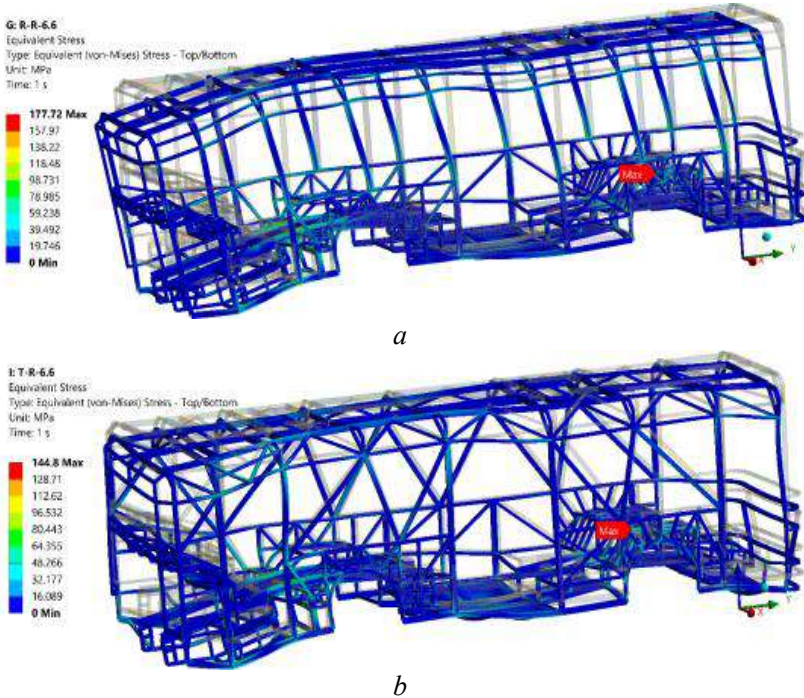 G: R-R-6.6
Equivalent Stress
Type: Equivalent (von-Mises) Stress - Top/Bottom
Unit: MPa
Time: 1 s
177.72 Max
157.97
138.22
118.48
98.731
78.985
59.238
39.492
19.746
0 Min
Max
Y
X
a
I: T-R-6.6
Equivalent Stress
Type: Equivalent (von-Mises) Stress - Top/Bottom
Unit: MPa
Time: 1 s
144.8 Max
128.71
112.62
96.532
80.443
64.355
48.266
32.177
16.089
0 Min
Max
Y
X
b